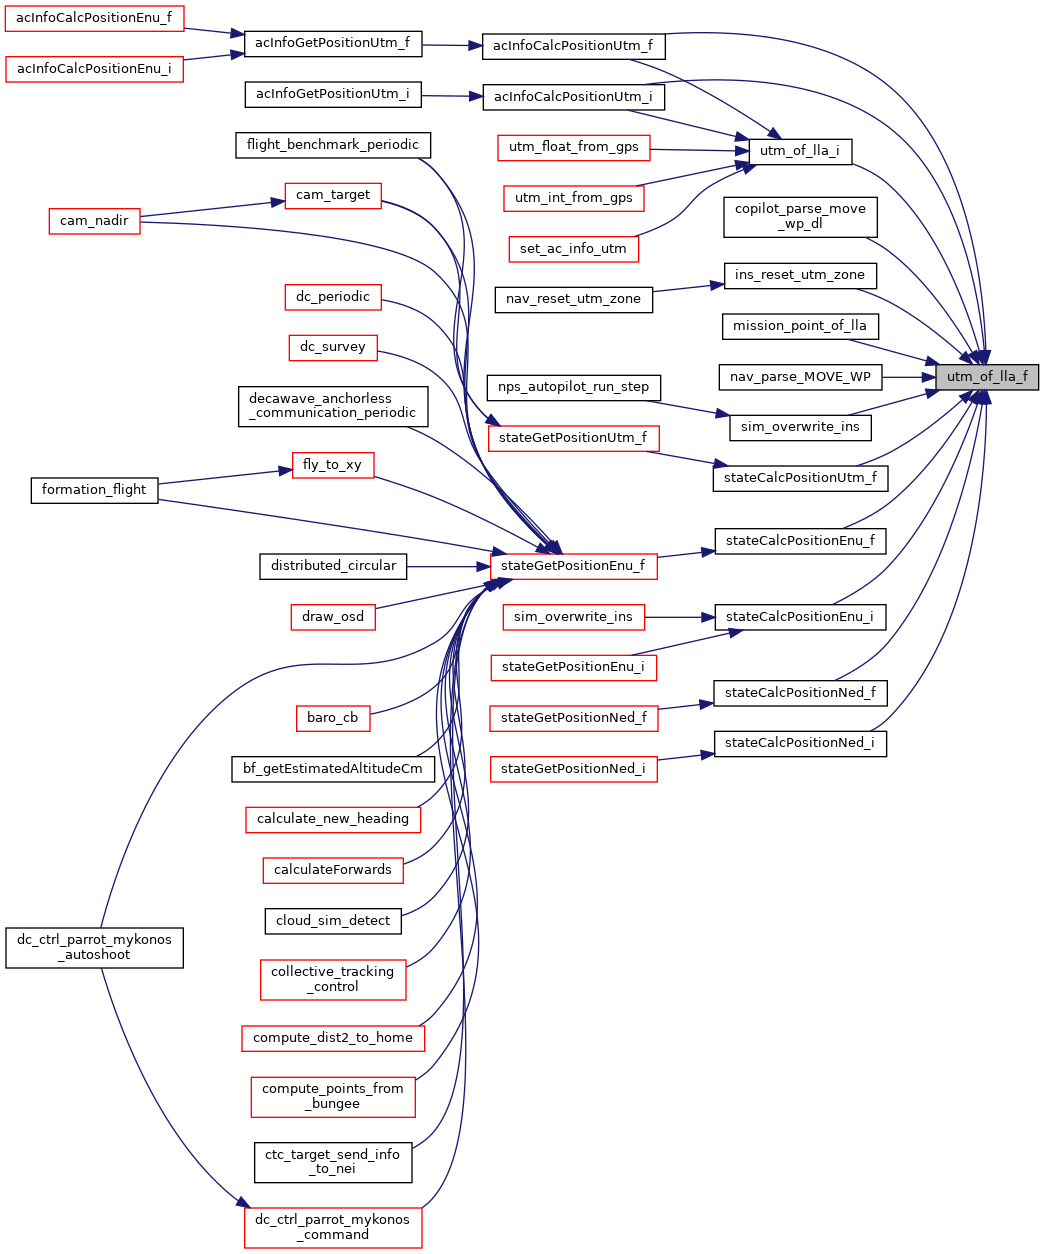 acInfoCalcPositionEnu_f
acInfoCalcPositionEnu_i
acInfoGetPositionUtm_f
acInfoGetPositionUtm_i
acInfoCalcPositionUtm_f
acInfoCalcPositionUtm_i
flight_benchmark_periodic
cam_target
cam_nadir
utm_float_from_gps
utm_int_from_gps
set_ac_info_utm
utm_of_lla_i
copilot_parse_move
_wp_dl
ins_reset_utm_zone
nav_reset_utm_zone
mission_point_of_lla
nav_parse_MOVE_WP
utm_of_lla_f
dc_periodic
dc_survey
decawave_anchorless
_communication_periodic
nps_autopilot_run_step
sim_overwrite_ins
stateGetPositionUtm_f
stateCalcPositionUtm_f
fly_to_xy
formation_flight
distributed_circular
draw_osd
stateGetPositionEnu_f
stateCalcPositionEnu_f
sim_overwrite_ins
stateCalcPositionEnu_i
stateGetPositionEnu_i
stateGetPositionNed_f
stateCalcPositionNed_f
stateGetPositionNed_i
stateCalcPositionNed_i
baro_cb
bf_getEstimatedAltitudeCm
calculate_new_heading
calculateForwards
cloud_sim_detect
dc_ctrl_parrot_mykonos
_autoshoot
collective_tracking
_control
compute_dist2_to_home
compute_points_from
_bungee
ctc_target_send_info
_to_nei
dc_ctrl_parrot_mykonos
_command